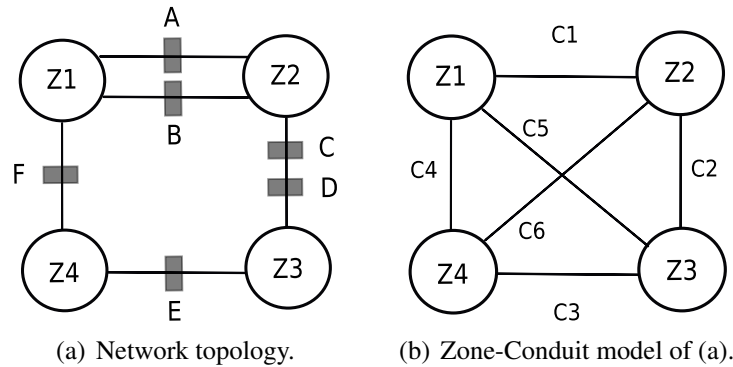 A
Z1
Z2
B
C
D
F
Z4
Z3
E
(a) Network topology.
C1
Z1
Z2
C5
C4
C2
C6
Z4
Z3
C3
(b) Zone-Conduit model of (a).